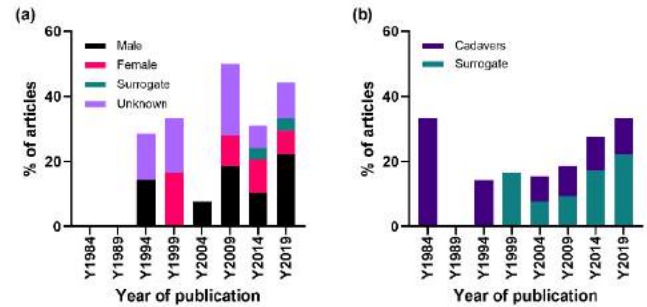 (a)
60
40
20
0
% of articles
Male
Female
Surrogate
Unknown
Y1984
Y1989
Y1994
Y1999
Y2004
Y2009
Y2014
Y2019
Year of publication
(b)
60
40
20
0
% of articles
Cadavers
Surrogate
Y1984
Y1989
Y1994
Y1999
Y2004
Y2009
Y2014
Y2019
Year of publication